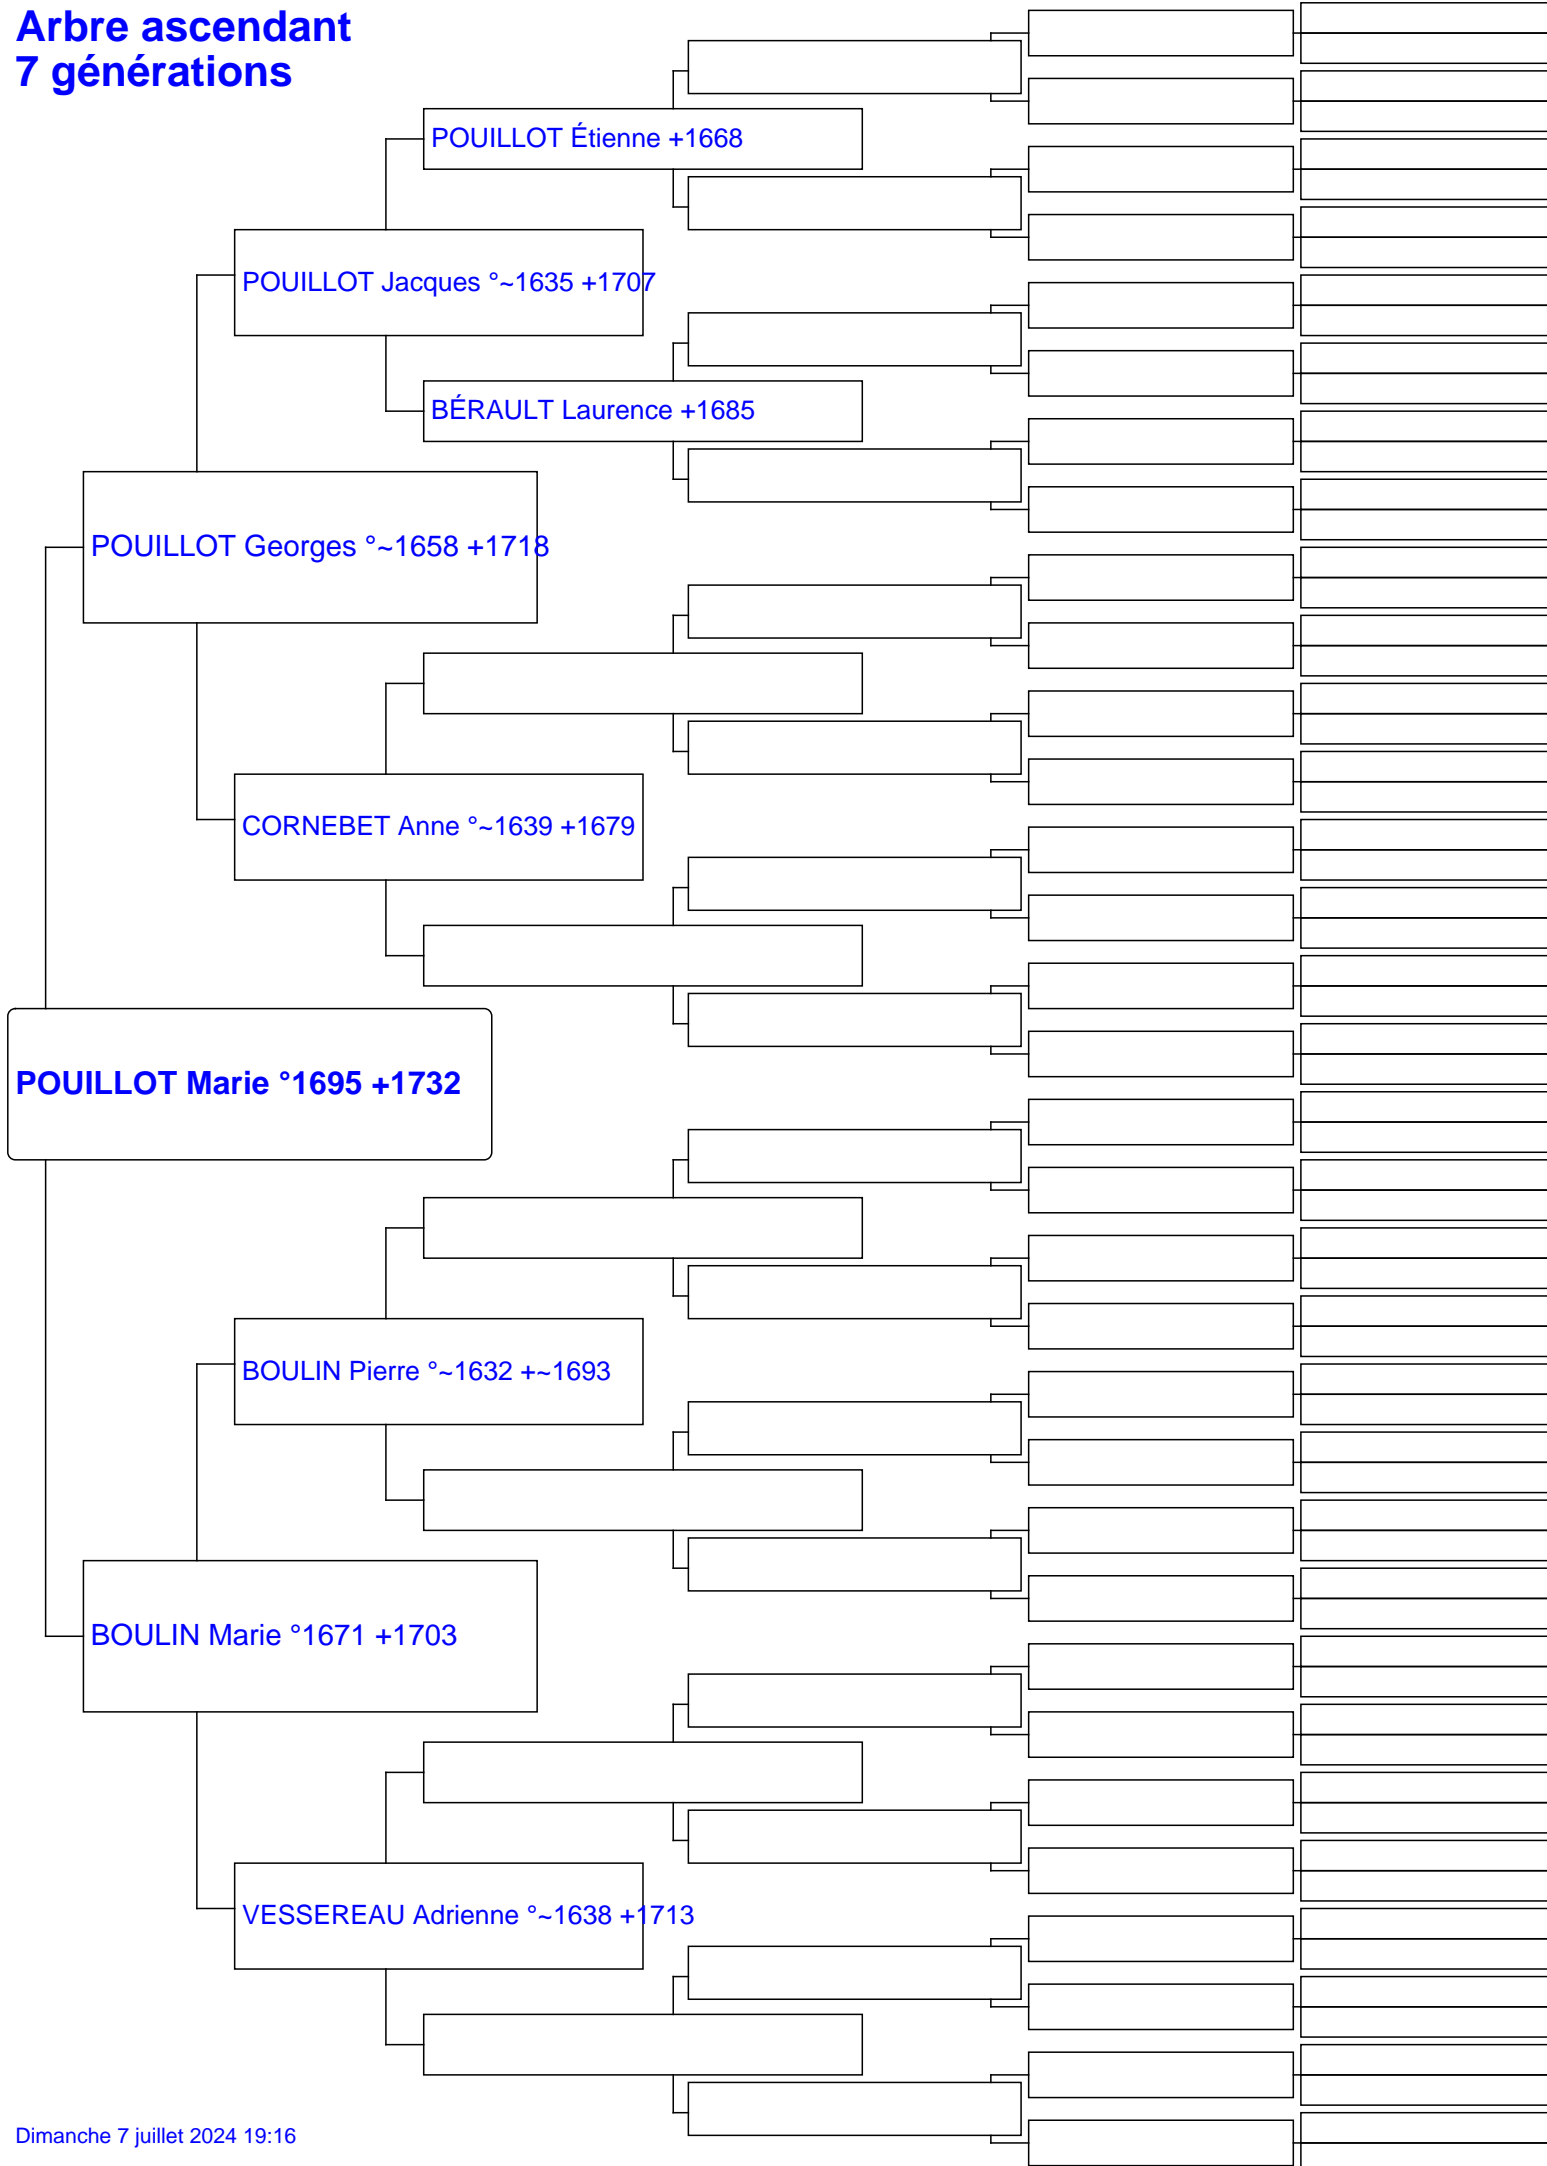 Arbre ascendant
7 générations
POUILLOT Étienne +1668
POUILLOT Jacques °~1635 +1707
BÉRAULT Laurence +1685
POUILLOT Georges °~1658 +1718
CORNEBET Anne °~1639 +1679
POUILLOT Marie °1695 +1732
BOULIN Pierre °~1632 +~1693
BOULIN Marie °1671 +1703
VESSEREAU Adrienne °~1638 +1713
Dimanche 7 juillet 2024 19:16